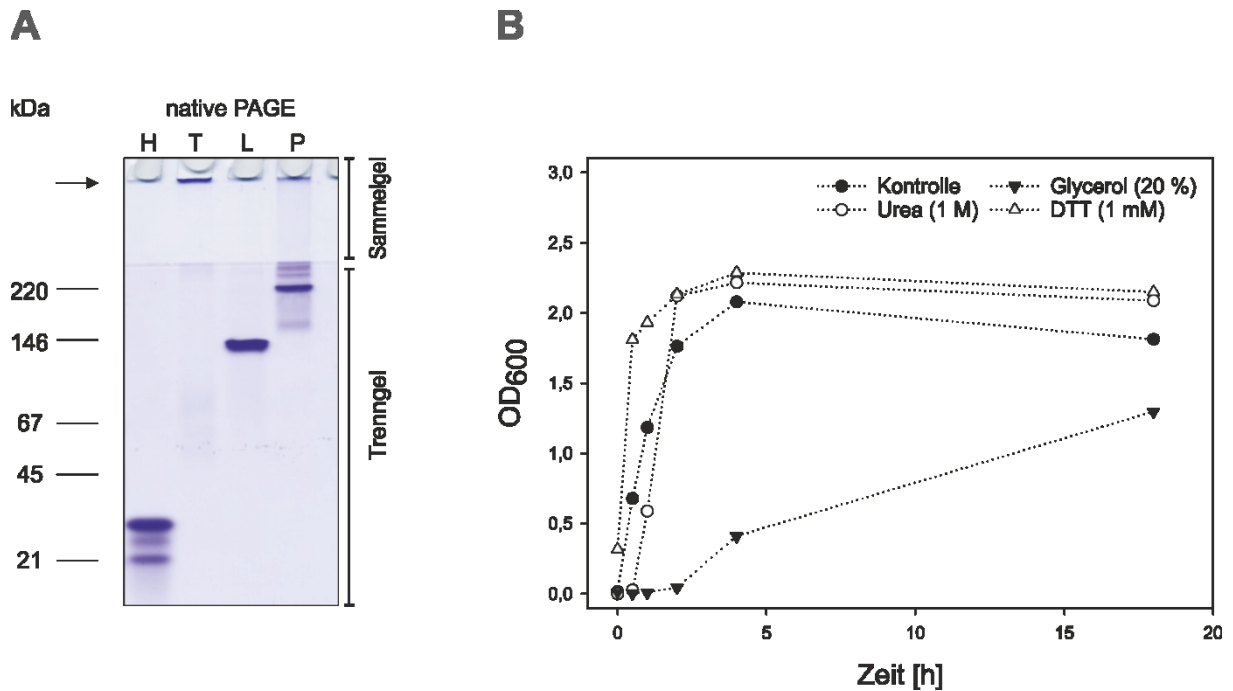 A
kDa
native PAGE
H T L P
Sammelgel
220
146
Trenngel
67
45
21
B
3,0
2,5
2,0
1,5
1,0
0,5
0,0
OD600
Kontrolle
Glycerol (20 %)
Urea (1 M)
DTT (1 mM)
0 5 10 15 20
Zeit [h]